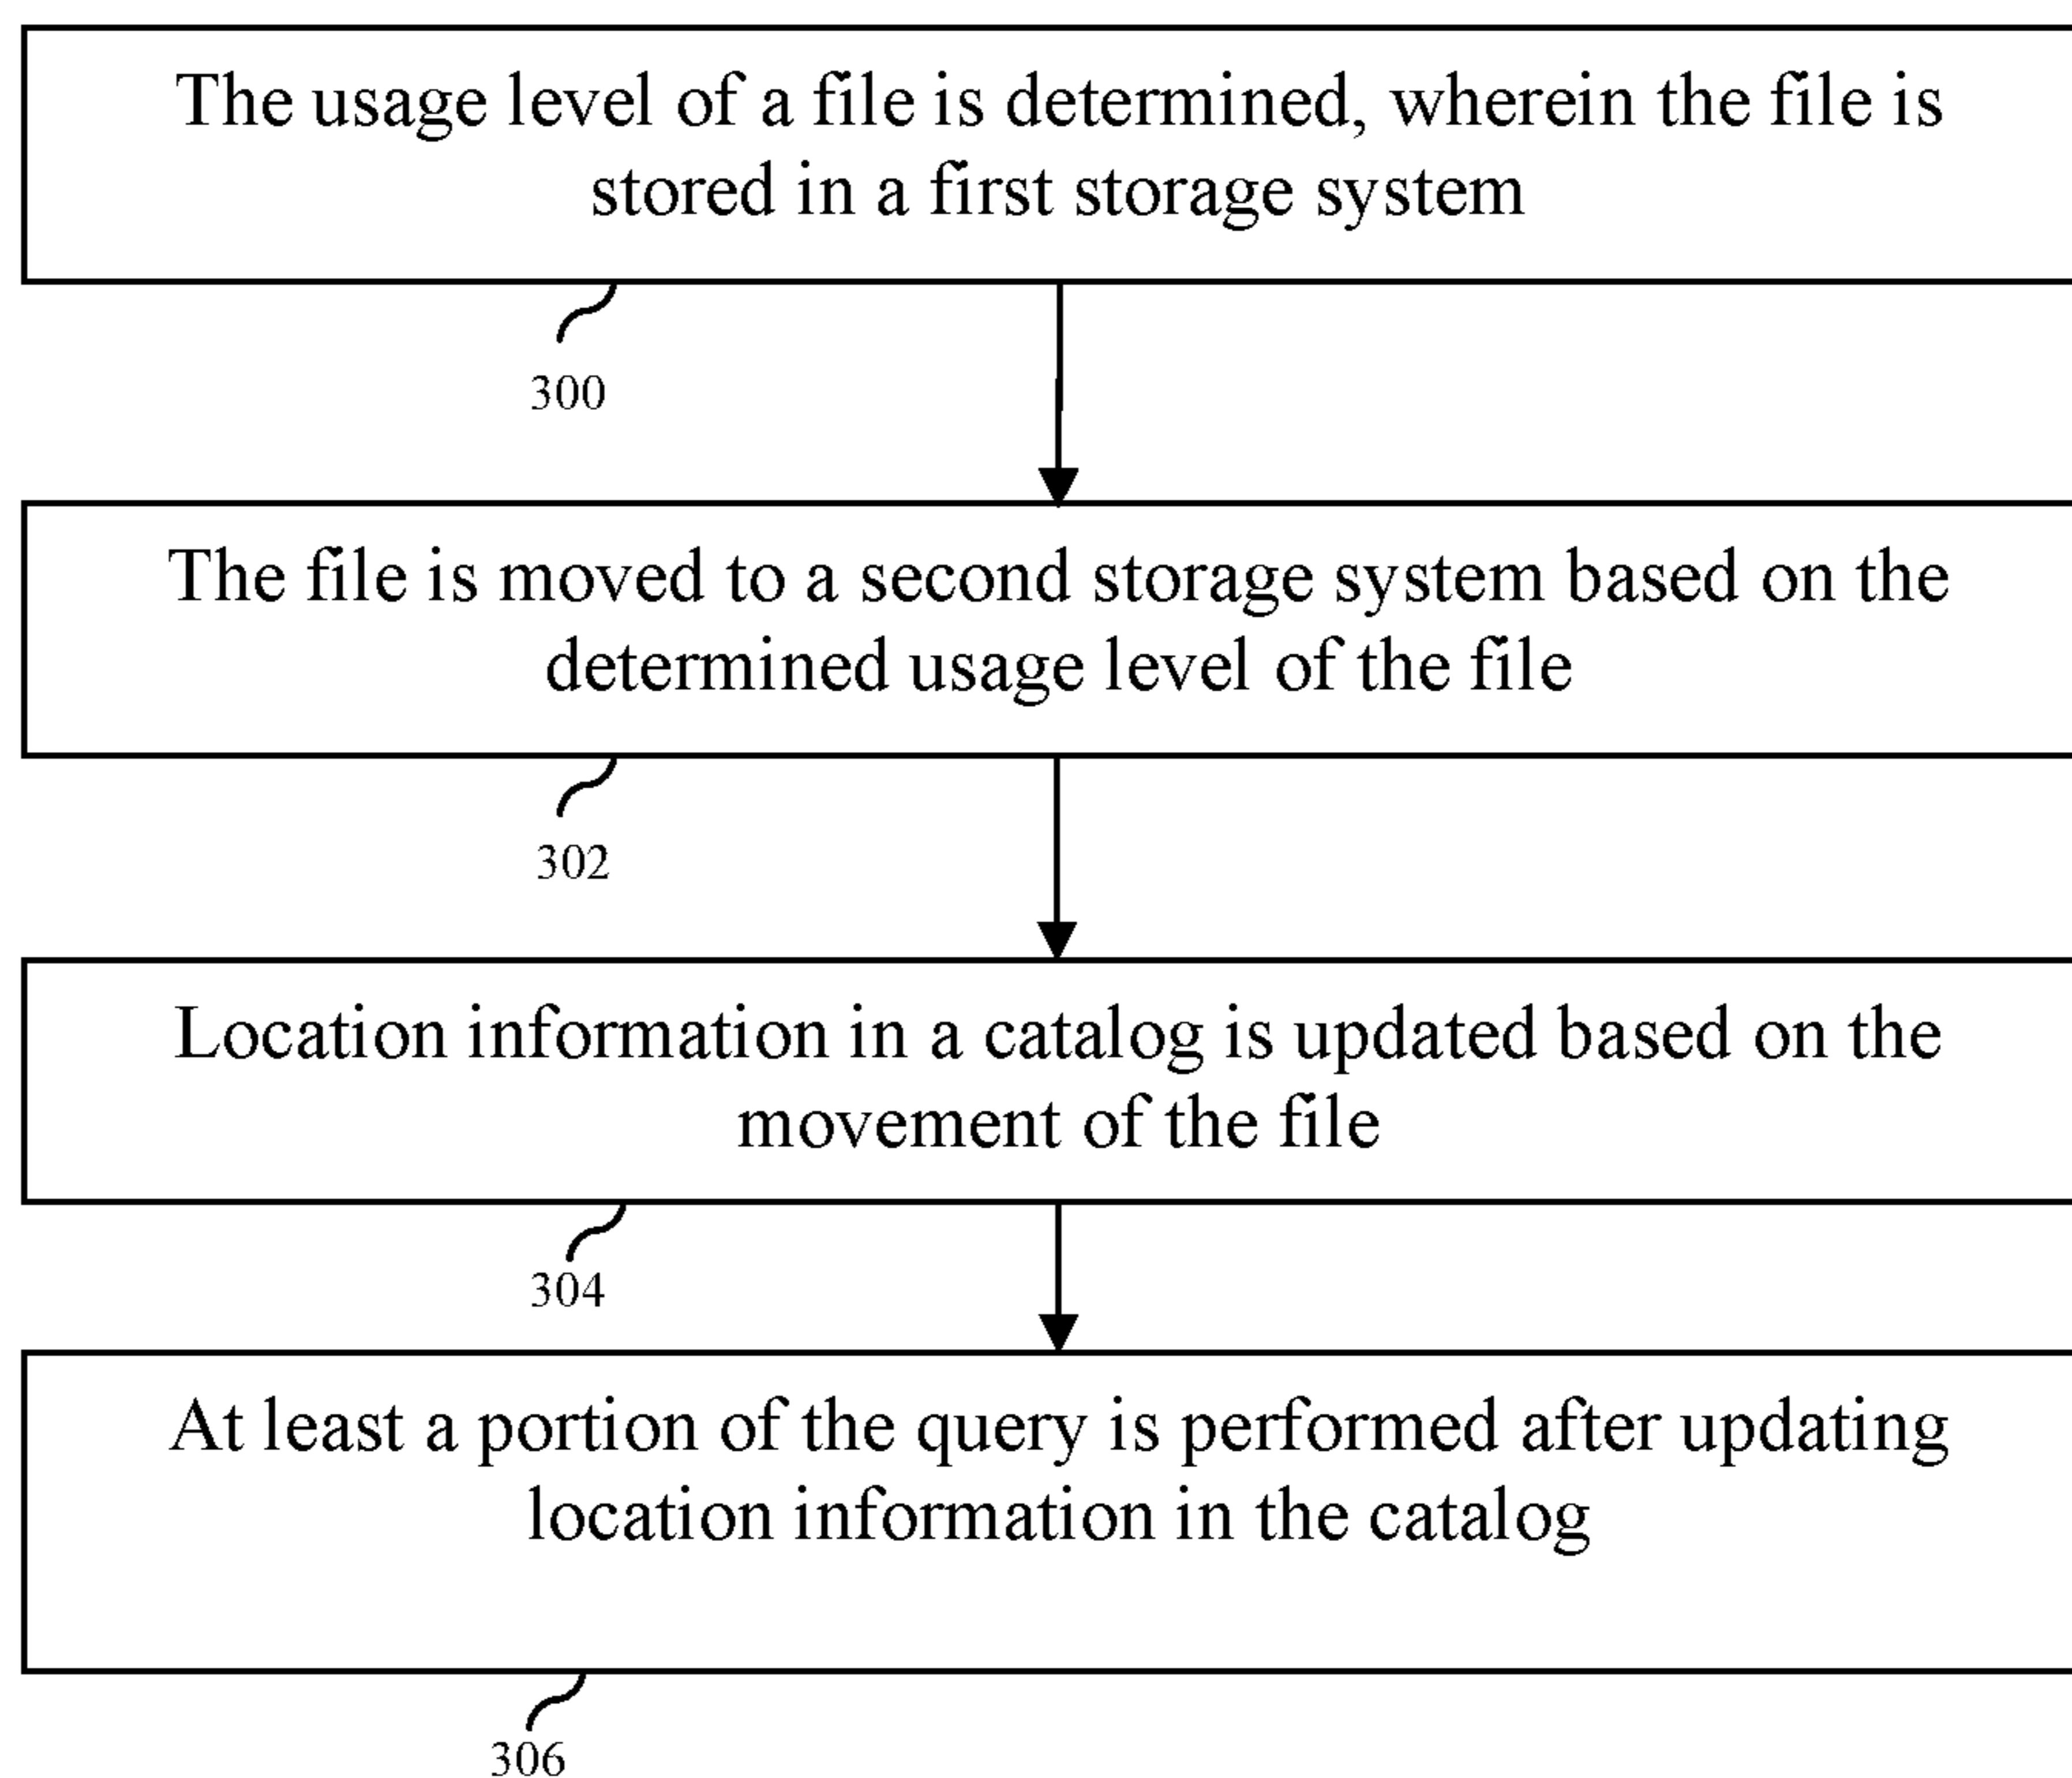 The usage level of a file is determined, wherein the file is
stored in a first storage system
300
The file is moved to a second storage system based on the
determined usage level of the file
302
Location information in a catalog is updated based on the
movement of the file
304
At least a portion of the query is performed after updating
location information in the catalog
306